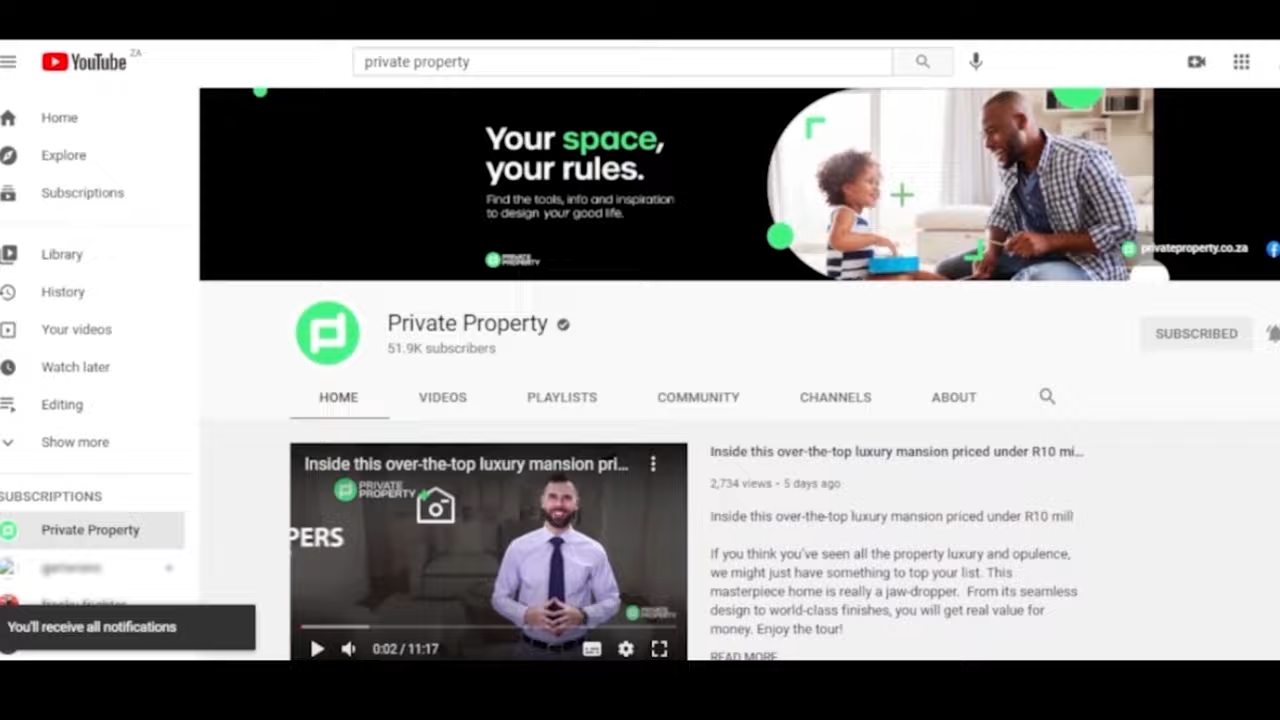 YouTube ZA
private property
Home
Explore
Subscriptions
Library
History
Your videos
Watch later
Editing
Show more
SUBSCRIPTIONS
Private Property
You'll receive all notifications
Your space,
your rules.
Find the tools, info and inspiration
to design your good life.
PRIVATE
PROPERTY
privateproperty.co.za
Private Property
51.9K subscribers
SUBSCRIBED
HOME VIDEOS PLAYLISTS COMMUNITY CHANNELS ABOUT
Inside this over-the-top luxury mansion pri...
PRIVATE
PROPERTY
PERS
PRIVATE
PROPERTY
0:02 / 11:17
Inside this over-the-top luxury mansion priced under R10 mi...
2,734 views • 5 days ago
Inside this over-the-top luxury mansion priced under R10 mill
If you think you've seen all the property luxury and opulence,
we might just have something to top your list. This
masterpiece home is really a jaw-dropper. From its seamless
design to world-class finishes, you will get real value for
money. Enjoy the tour!
READ MORE